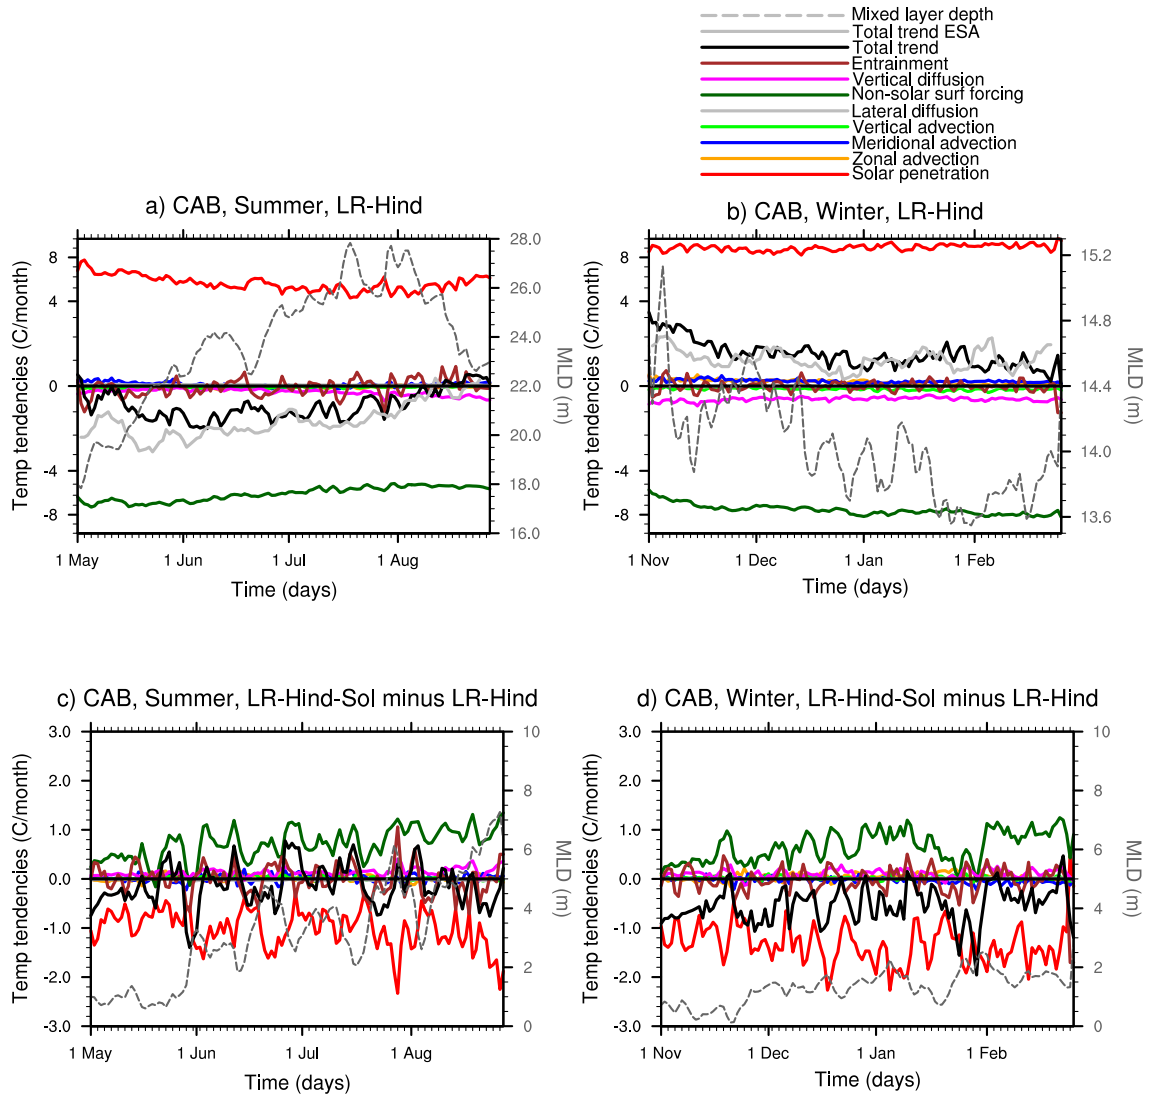 Mixed layer depth
Total trend ESA
Total trend
Entrainment
Vertical diffusion
Non-solar surf forcing
Lateral diffusion
Vertical advection
Meridional advection
Zonal advection
Solar penetration
a) CAB, Summer, LR-Hind
Temp tendencies (C/month)
8
4
0
-4
-8
28.0
26.0
24.0
22.0
20.0
18.0
16.0
MLD (m)
1 May
1 Jun
1 Jul
1 Aug
Time (days)
b) CAB, Winter, LR-Hind
Temp tendencies (C/month)
8
4
0
-4
-8
15.2
14.8
14.4
14.0
13.6
MLD (m)
1 Nov
1 Dec
1 Jan
1 Feb
Time (days)
c) CAB, Summer, LR-Hind-Sol minus LR-Hind
Temp tendencies (C/month)
3.0
2.0
1.0
0.0
-1.0
-2.0
-3.0
10
8
6
4
2
0
MLD (m)
1 May
1 Jun
1 Jul
1 Aug
Time (days)
d) CAB, Winter, LR-Hind-Sol minus LR-Hind
Temp tendencies (C/month)
3.0
2.0
1.0
0.0
-1.0
-2.0
-3.0
10
8
6
4
2
0
MLD (m)
1 Nov
1 Dec
1 Jan
1 Feb
Time (days)